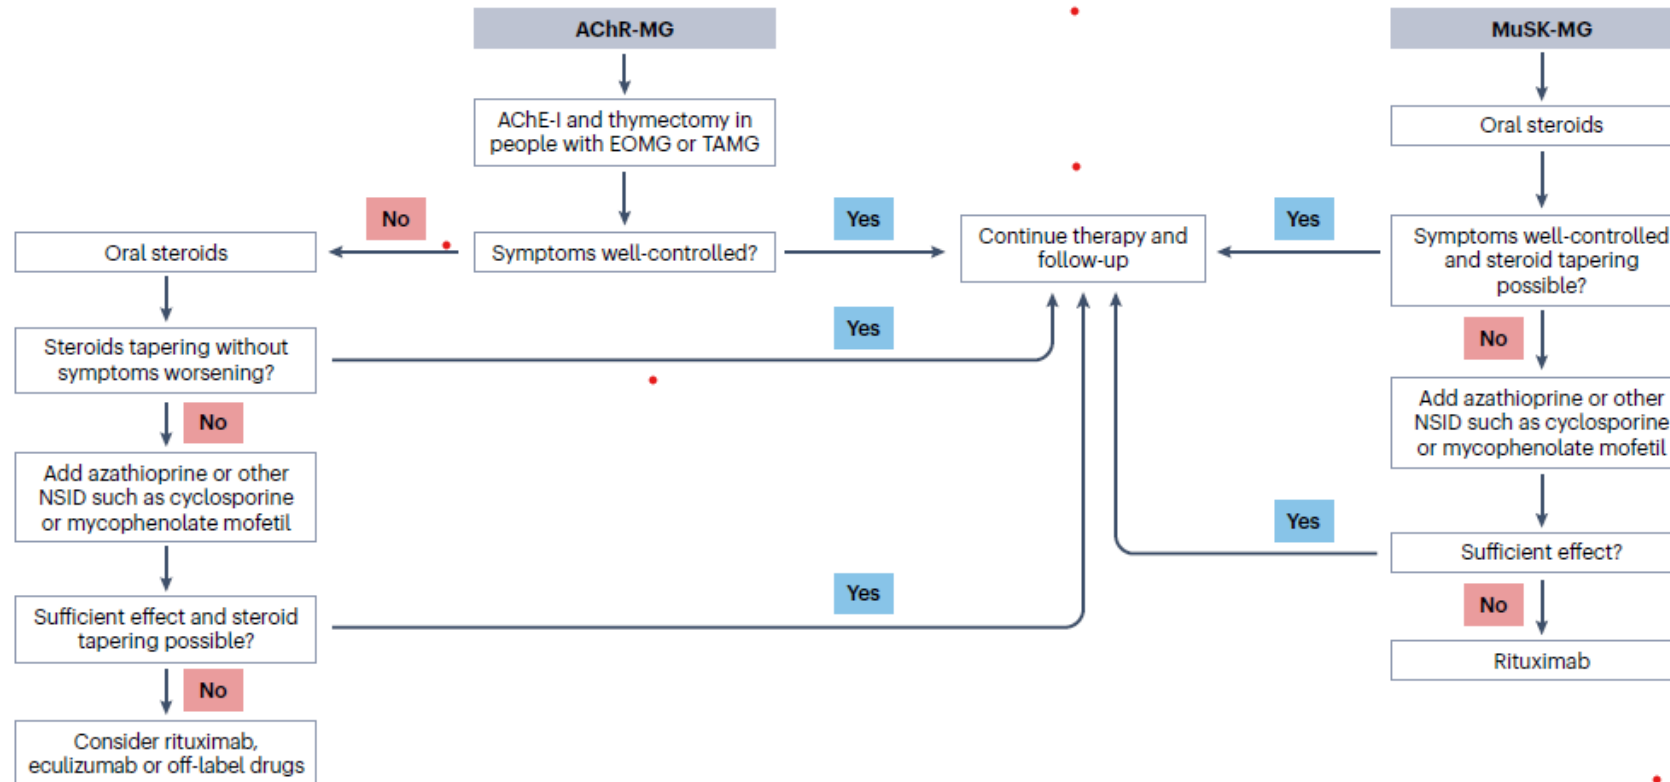 AChR-MG
AChE-I and thymectomy in
people with EOMG or TAMG
Symptoms well-controlled?
No
Yes
Oral steroids
Steroids tapering without
symptoms worsening?
Yes
No
Add azathioprine or other
NSID such as cyclosporine
or mycophenolate mofetil
Sufficient effect and steroid
tapering possible?
Yes
No
Consider rituximab,
eculizumab or off-label drugs
Continue therapy and
follow-up
MuSK-MG
Oral steroids
Yes
Symptoms well-controlled
and steroid tapering
possible?
No
Add azathioprine or other
NSID such as cyclosporine
or mycophenolate mofetil
Yes
Sufficient effect?
No
Rituximab